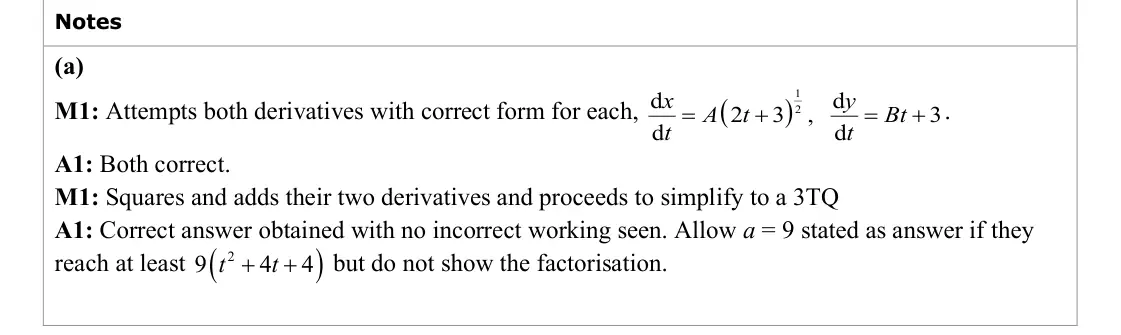 Notes
(a)
M1: Attempts both derivatives with correct form for each, dx/dt = A(2t + 3)^(1/2), dy/dt = Bt + 3.
A1: Both correct.
M1: Squares and adds their two derivatives and proceeds to simplify to a 3TQ
A1: Correct answer obtained with no incorrect working seen. Allow a = 9 stated as answer if they
reach at least 9(t² + 4t + 4) but do not show the factorisation.